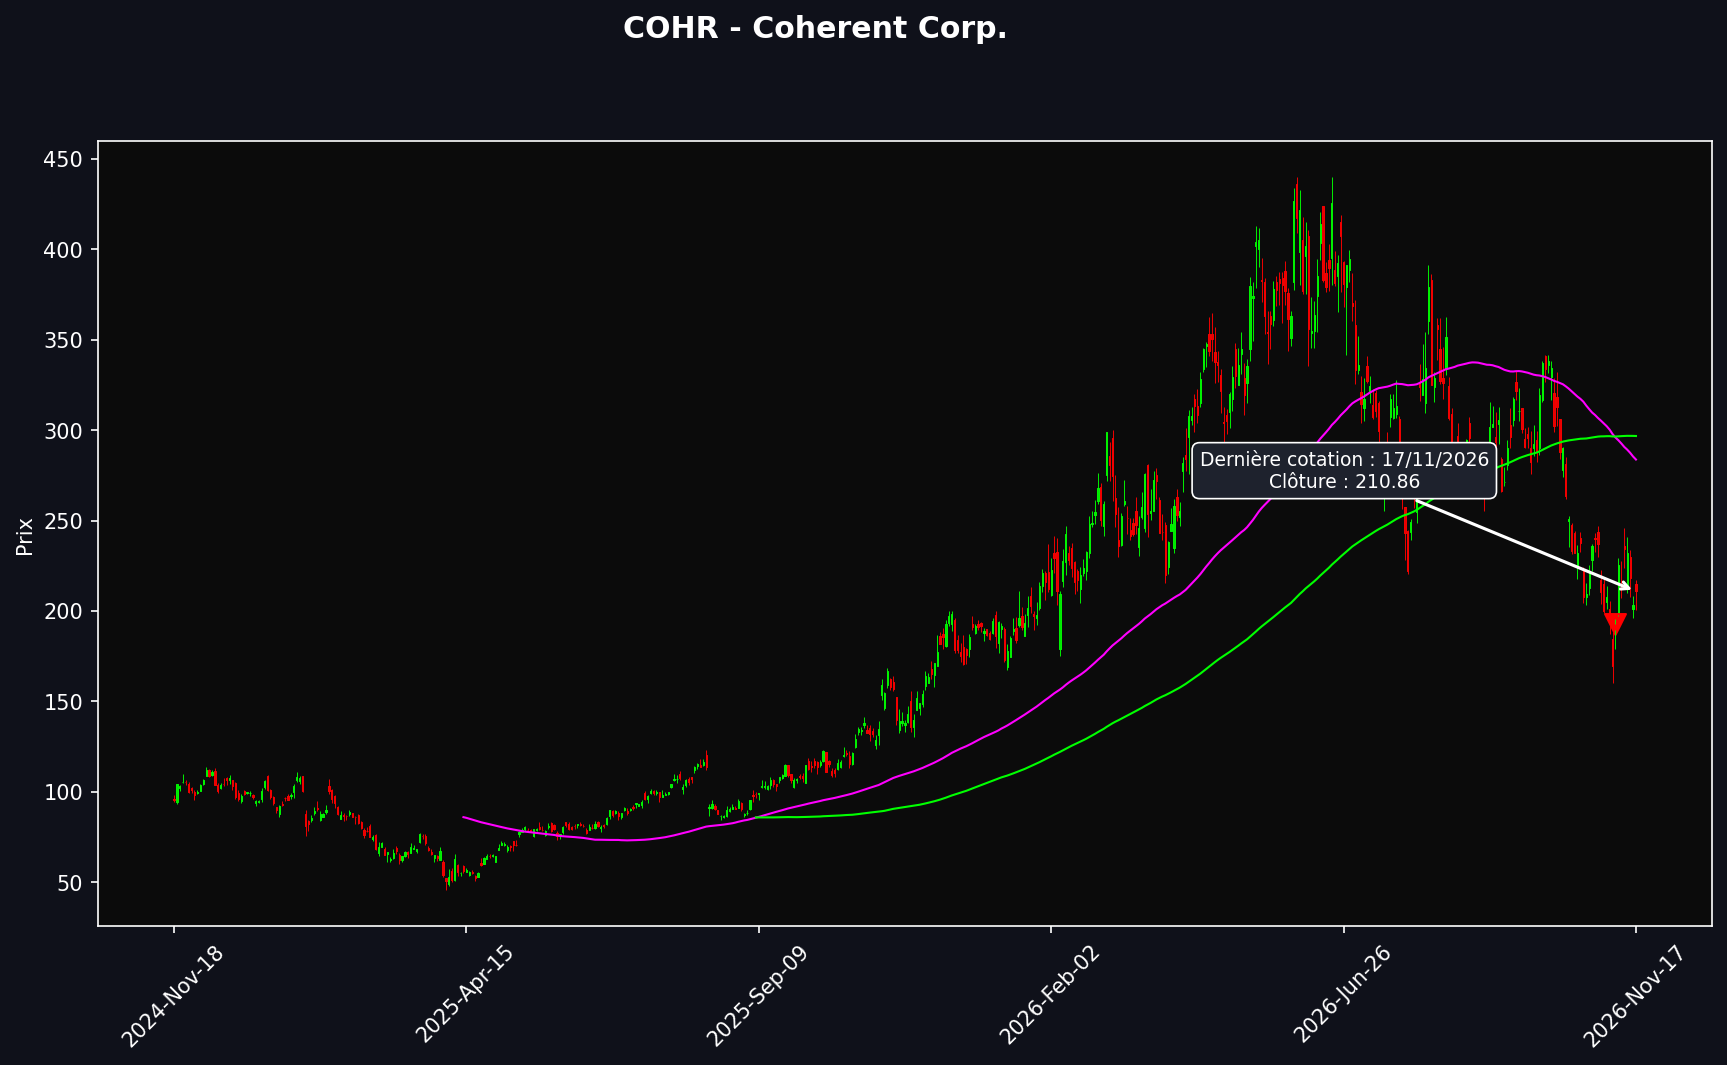 COHR - Coherent Corp.
Prix
450
400
350
300
250
200
150
100
50
Dernière cotation : 17/11/2026
Clôture : 210.86
2024-Nov-18
2025-Apr-15
2025-Sep-09
2026-Feb-02
2026-Jun-26
2026-Nov-17